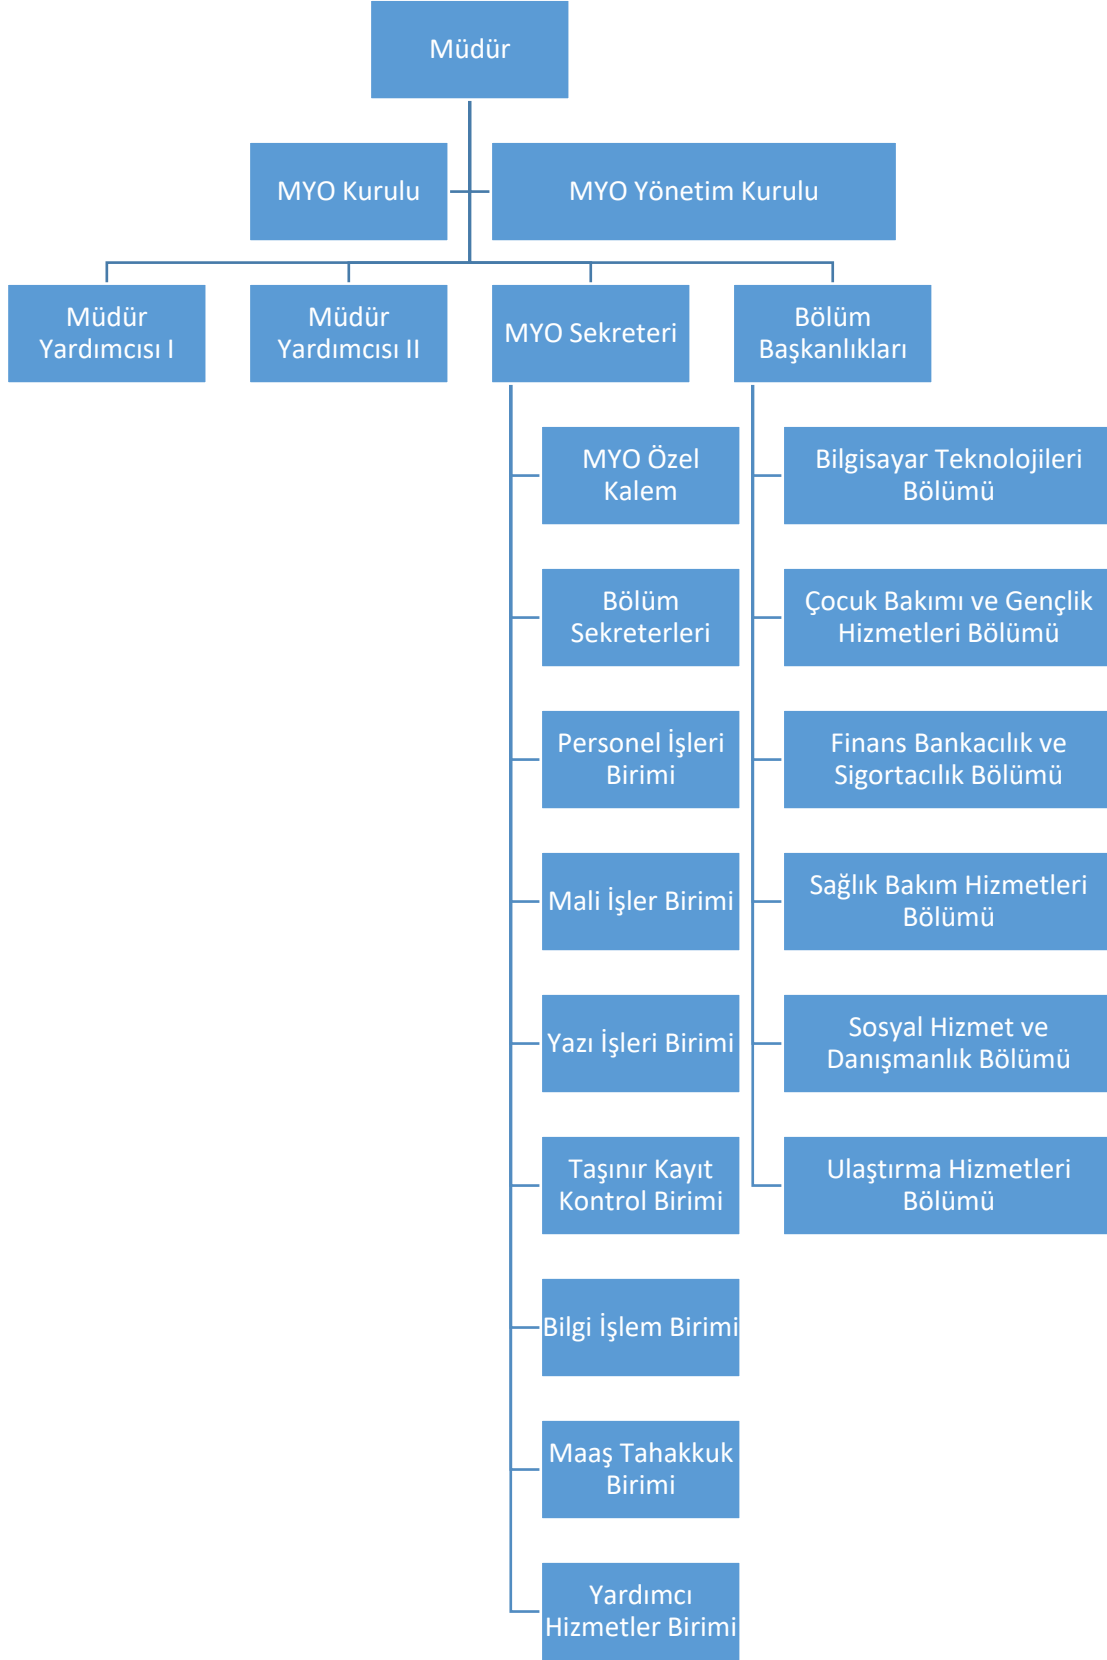 Müdür
MYO Kurulu
MYO Yönetim Kurulu
Müdür
Yardımcısı I
Müdür
Yardımcısı II
MYO Sekreteri
Bölüm
Başkanlıkları
MYO Özel
Kalem
Bölüm
Sekreterleri
Personel İşleri
Birimi
Mali İşler Birimi
Yazı İşleri Birimi
Taşınır Kayıt
Kontrol Birimi
Bilgi İşlem Birimi
Maaş Tahakkuk
Birimi
Yardımcı
Hizmetler Birimi
Bilgisayar Teknolojileri
Bölümü
Çocuk Bakımı ve Gençlik
Hizmetleri Bölümü
Finans Bankacılık ve
Sigortacılık Bölümü
Sağlık Bakım Hizmetleri
Bölümü
Sosyal Hizmet ve
Danışmanlık Bölümü
Ulaştırma Hizmetleri
Bölümü